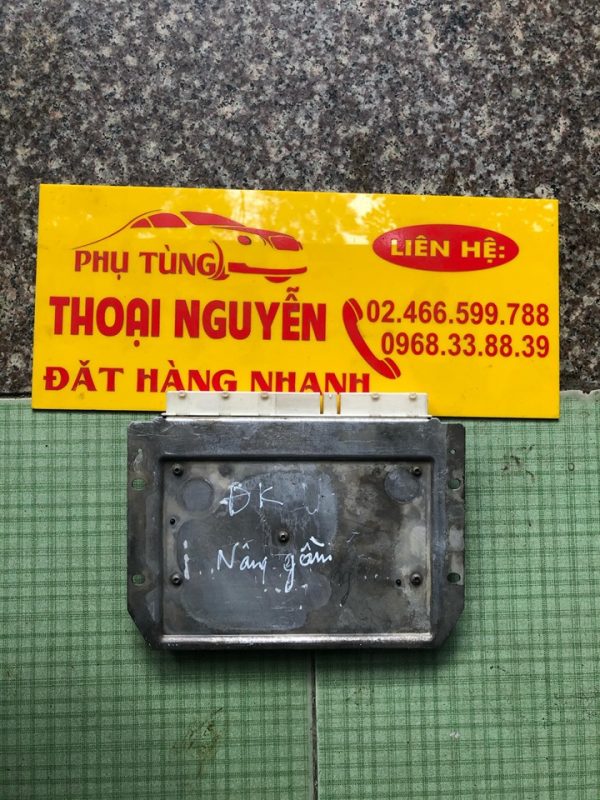 PHỤ TÙNG
LIÊN HỆ:
THOẠI NGUYỄN
02.466.599.788
0968.33.88.39
ĐẶT HÀNG NHANH
ĐK
Nâng gầm